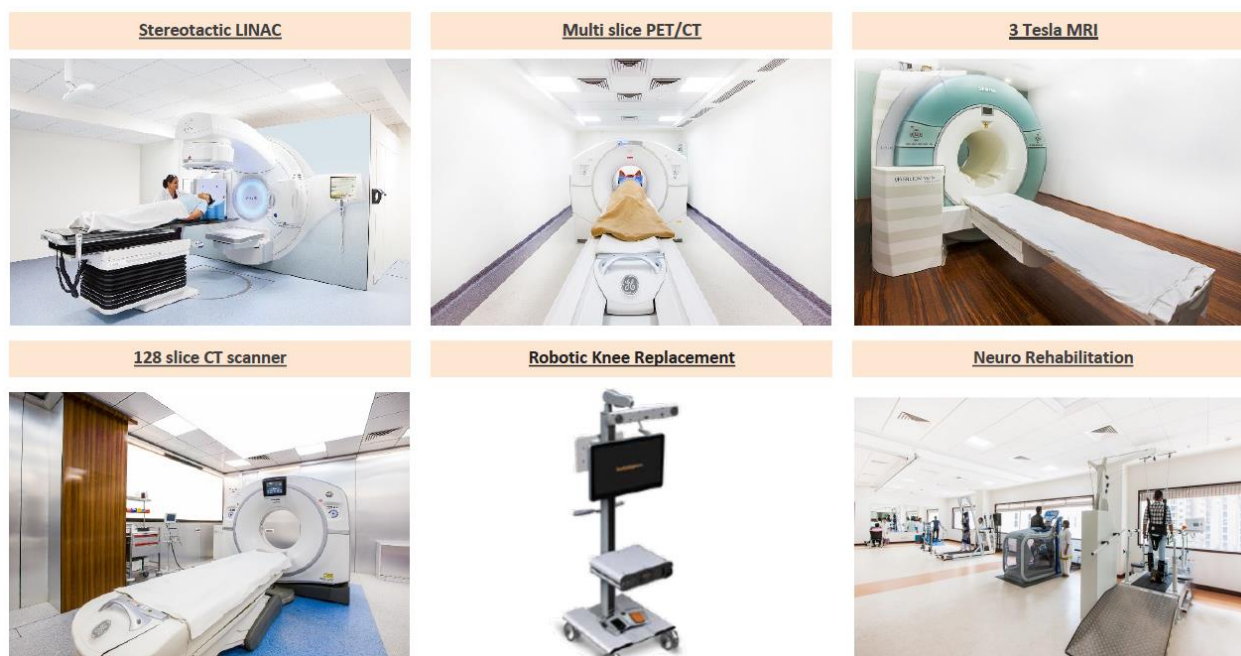 Stereotactic LINAC
Multi slice PET/CT
3 Tesla MRI
128 slice CT scanner
Robotic Knee Replacement
Neuro Rehabilitation